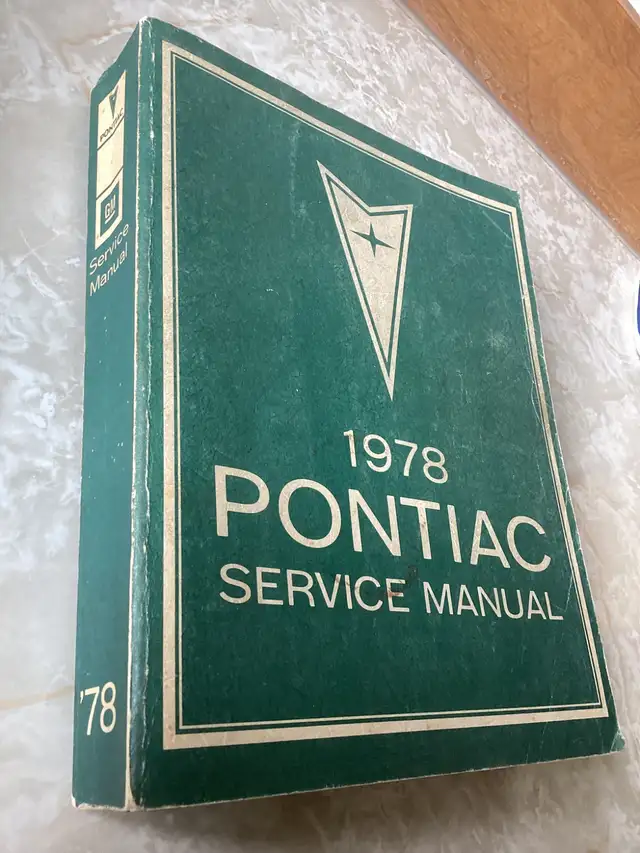 PONTIAC
GM
Service
Manual
'78
1978
PONTIAC
SERVICE MANUAL